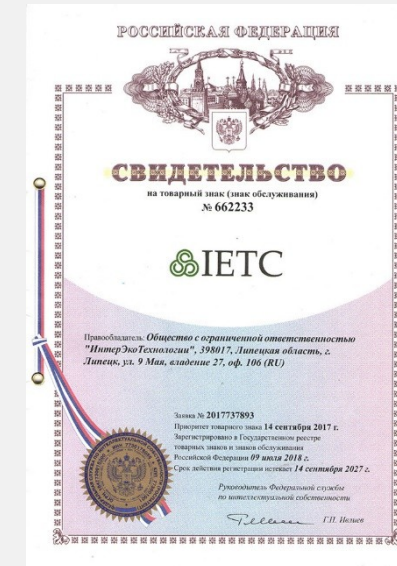 РОССИЙСКАЯ ФЕДЕРАЦИЯ
СВИДЕТЕЛЬСТВО
на товарный знак (знак обслуживания)
№ 662233
IETC
Правообладатель: Общество с ограниченной ответственностью
"ИнтерЭкоТехнологии", 398017, Липецкая область, г.
Липецк, ул. 9 Мая, владение 27, оф. 106 (RU)
Заявка № 2017737893
Приоритет товарного знака 14 сентября 2017 г.
Зарегистрировано в Государственном реестре
товарных знаков и знаков обслуживания
Российской Федерации 09 июля 2018 г.
Срок действия регистрации истекает 14 сентября 2027 г.
Руководитель Федеральной службы
по интеллектуальной собственности
Г.П. Ивлиев